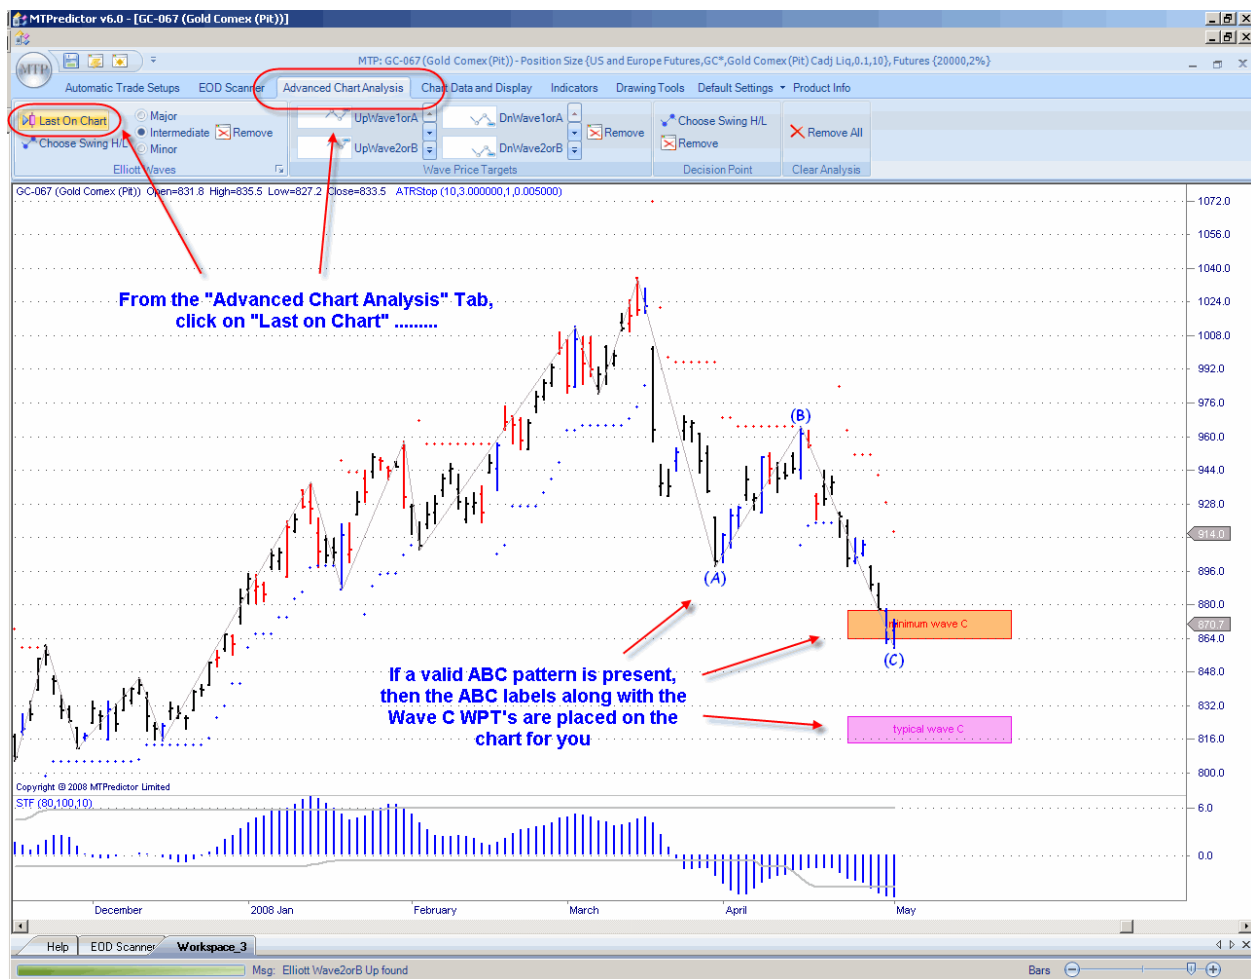 MTPredictor v6.0 - [GC-067 (Gold Comex (Pit))]
MTP
MTP: GC-067 (Gold Comex (Pit)) - Position Size {US and Europe Futures,GC*,Gold Comex (Pit) Cadj Liq,0.1,10}, Futures {20000,2%}
Automatic Trade Setups EOD Scanner Advanced Chart Analysis Chart Data and Display Indicators Drawing Tools Default Settings Product Info
Last On Chart Major UpWave1orA DnWave1orA Choose Swing H/L
Intermediate Remove Remove Remove All
Choose Swing H/L Minor UpWave2orB DnWave2orB Remove
Elliott Waves Wave Price Targets Decision Point Clear Analysis
GC-067 (Gold Comex (Pit)) Open=831.8 High=835.5 Low=827.2 Close=833.5 ATRStop (10,3.000000,1,0.005000)
1072.0
1056.0
1040.0
From the "Advanced Chart Analysis" Tab,
1024.0
click on "Last on Chart" .........
1008.0
992.0
976.0
(B)
960.0
944.0
928.0
914.0
896.0
(A)
880.0
minimum wave C 870.7
864.0
(C)
If a valid ABC pattern is present,
848.0
then the ABC labels along with the
832.0
Wave C WPT's are placed on the
typical wave C
chart for you
816.0
800.0
Copyright © 2008 MTPredictor Limited
STF (80,100,10)
6.0
0.0
December 2008 Jan February March April May
Help EOD Scanner Workspace_3
Msg: Elliott Wave2orB Up found Bars